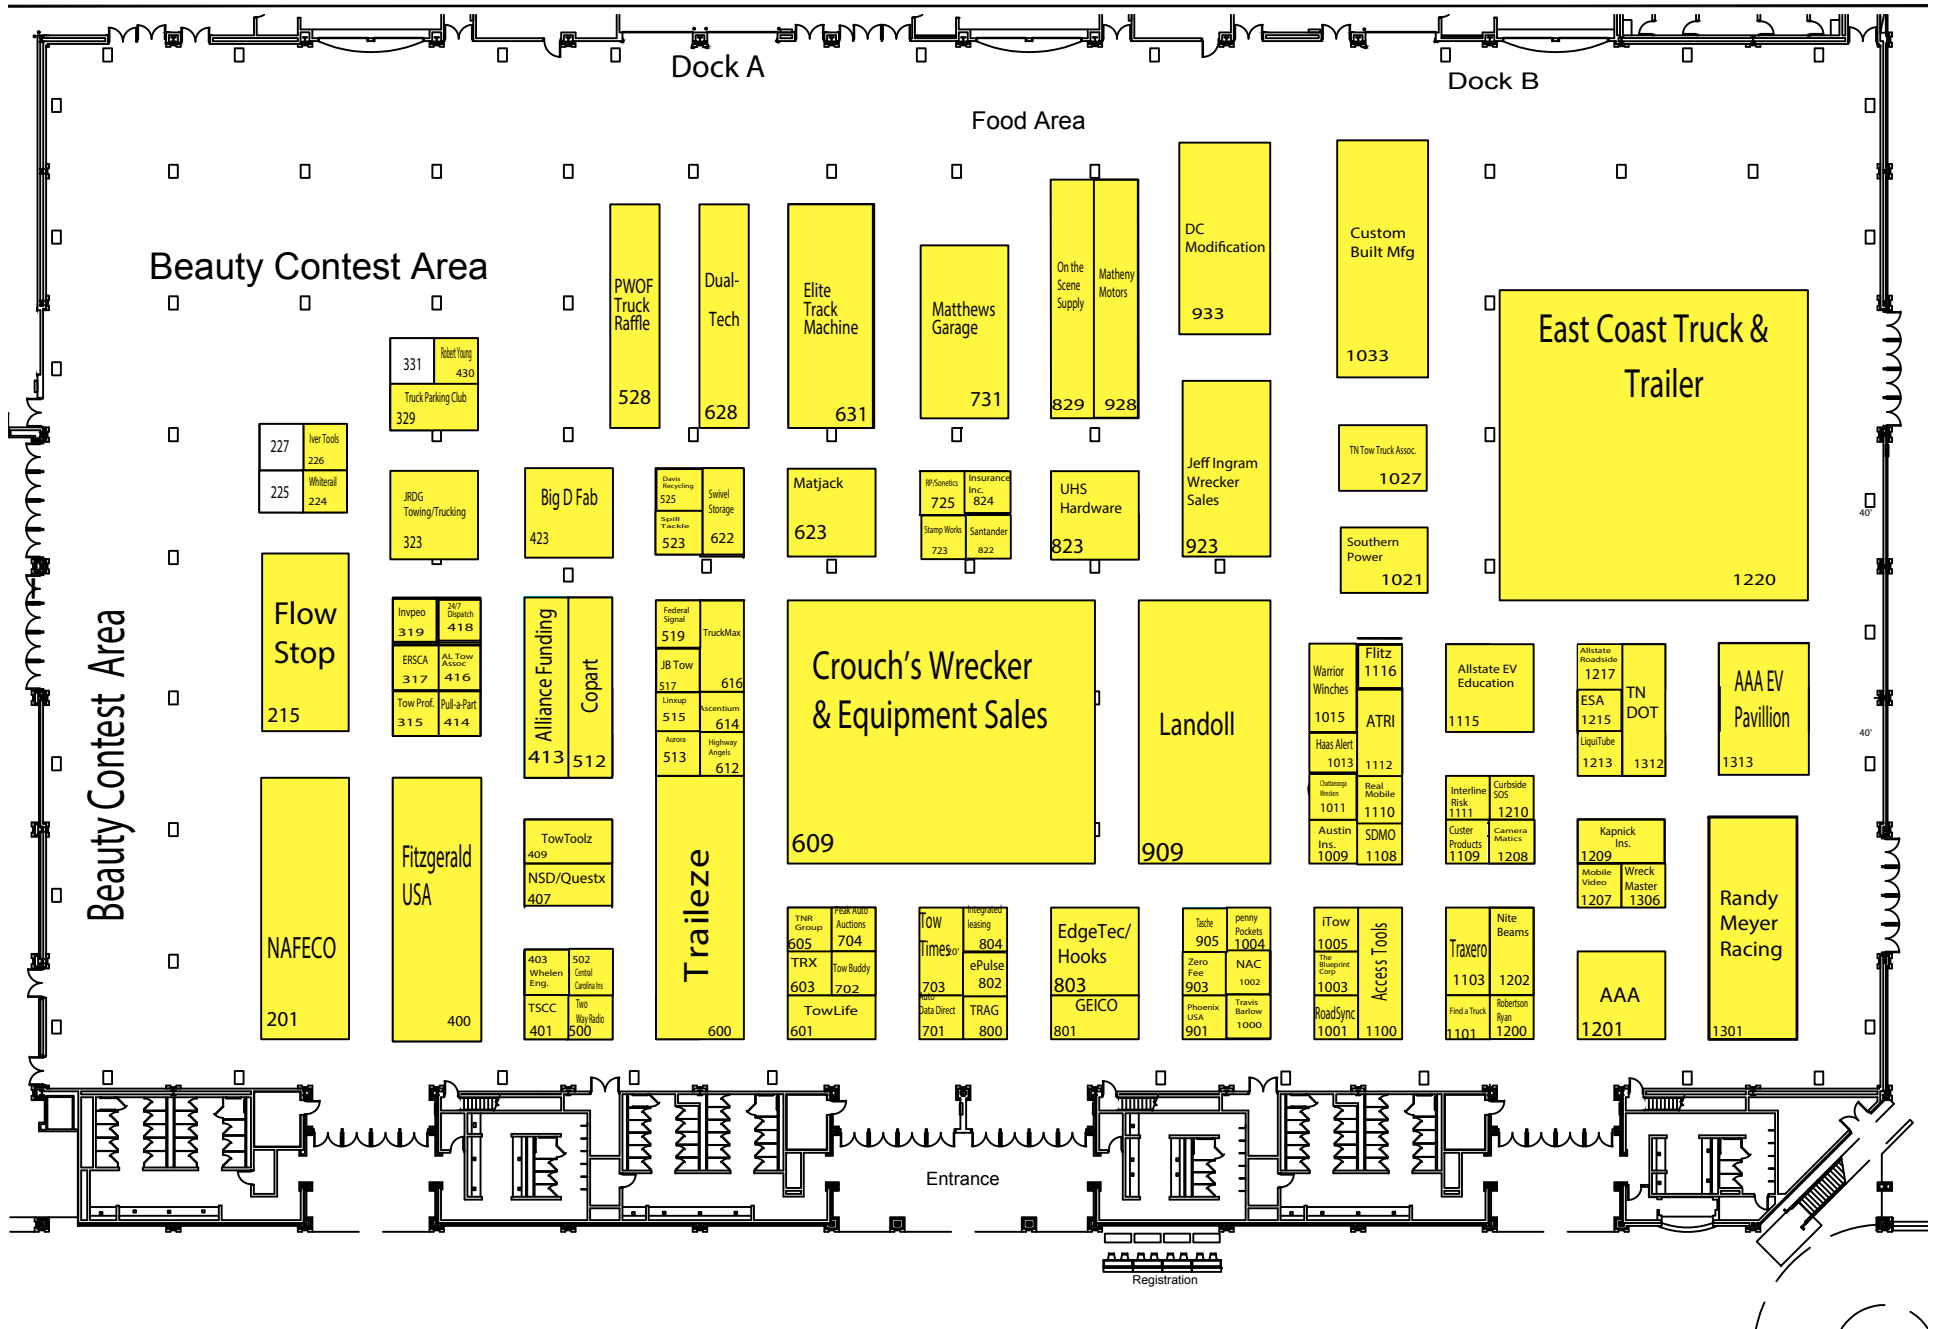 Dock A
Dock B
Food Area
Beauty Contest Area
Beauty Contest Area
PWOF
Truck
Raffle
528
Dual-
Tech
628
Elite
Track
Machine
631
Matthews
Garage
731
On the
Scene
Supply
829
Matheny
Motors
928
DC
Modification
933
Custom
Built Mfg
1033
East Coast Truck &
Trailer
1220
331
Robert Young
430
Truck Parking Club
329
227
Iver Tools
226
225
Whiterail
224
JRDG
Towing/Trucking
323
Big D Fab
423
Davis
Recycling
525
Spill
Tackle
523
Swivel
Storage
622
Matjack
623
RP/Sonetics
725
Insurance
Inc.
824
Stamp Works
723
Santander
822
UHS
Hardware
823
Jeff Ingram
Wrecker
Sales
923
TN Tow Truck Assoc.
1027
Southern
Power
1021
40'
40'
Flow
Stop
215
Invpeo
319
24/7
Dispatch
418
ERSCA
317
AL Tow
Assoc
416
Tow Prof.
315
Pull-a-Part
414
Alliance Funding
413
Copart
512
Federal
Signal
519
TruckMax
616
JB Tow
517
Linxup
515
Ascentium
614
Aurora
513
Highway
Angels
612
Crouch's Wrecker
& Equipment Sales
609
Landoll
909
Warrior
Winches
1015
Flitz
1116
ATRI
1112
Haas Alert
1013
Chattanooga
Wreckers
1011
Real
Mobile
1110
Austin
Ins.
1009
SDMO
1108
Allstate EV
Education
1115
Allstate
Roadside
1217
ESA
1215
LiquiTube
1213
TN
DOT
1312
AAA EV
Pavillion
1313
Interline
Risk
1111
Curbside
SOS
1210
Custer
Products
1109
Camera
Matics
1208
Kapnick
Ins.
1209
Mobile
Video
1207
Wreck
Master
1306
Randy
Meyer
Racing
1301
NAFECO
201
Fitzgerald
USA
400
TowToolz
409
NSD/Questx
407
403
Whelen
Eng.
502
Central
Carolina Ins
TSCC
401
Two
Way Radio
500
Traileze
600
TNR
Group
605
Peak Auto
Auctions
704
TRX
603
Tow Buddy
702
TowLife
601
Tow
Times
20'
703
Integrated
leasing
804
ePulse
802
Auto
Data Direct
701
TRAG
800
EdgeTec/
Hooks
803
GEICO
801
Tasche
905
penny
Pockets
1004
Zero
Fee
903
NAC
1002
Phoenix
USA
901
Travis
Barlow
1000
iTow
1005
The
Blueprint
Corp
1003
RoadSync
1001
Access Tools
1100
Traxero
1103
Nite
Beams
1202
Find a Truck
1101
Robertson
Ryan
1200
AAA
1201
Entrance
Registration